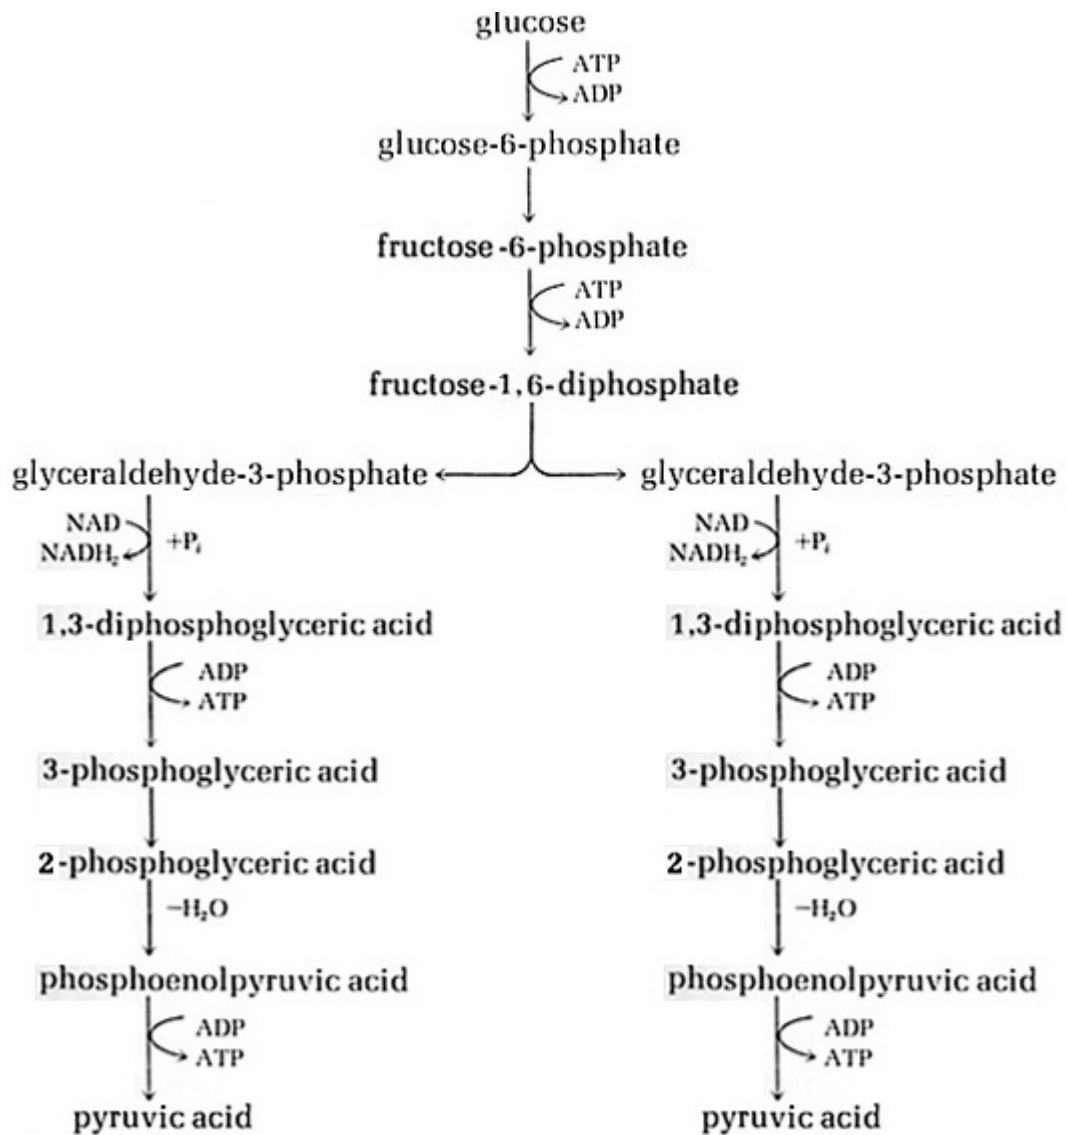 glucose
ATP
ADP
glucose-6-phosphate
fructose-6-phosphate
ATP
ADP
fructose-1,6-diphosphate
glyceraldehyde-3-phosphate
glyceraldehyde-3-phosphate
NAD
NADH₂
+Pᵢ
NAD
NADH₂
+Pᵢ
1,3-diphosphoglyceric acid
1,3-diphosphoglyceric acid
ADP
ATP
ADP
ATP
3-phosphoglyceric acid
3-phosphoglyceric acid
2-phosphoglyceric acid
2-phosphoglyceric acid
−H₂O
−H₂O
phosphoenolpyruvic acid
phosphoenolpyruvic acid
ADP
ATP
ADP
ATP
pyruvic acid
pyruvic acid